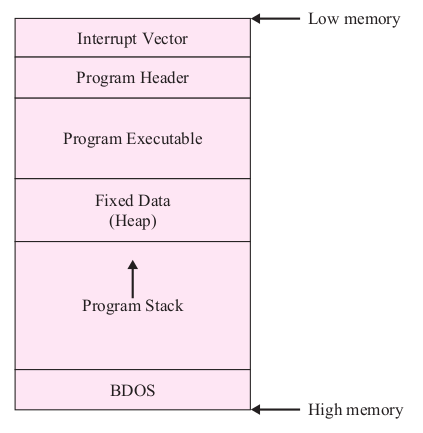 Low memory
Interrupt Vector
Program Header
Program Executable
Fixed Data
(Heap)
Program Stack
BDOS
High memory